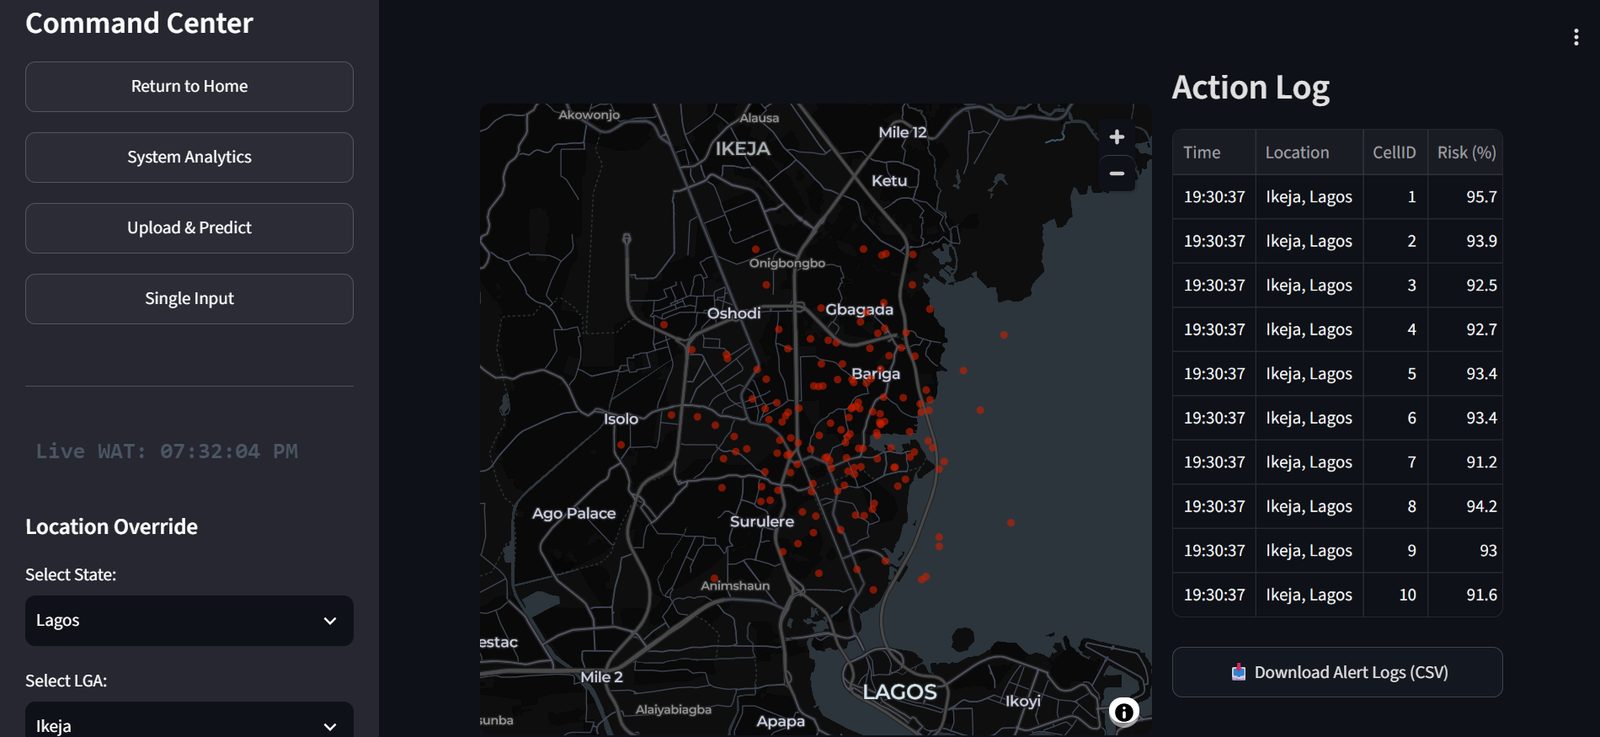 Command Center
Return to Home
System Analytics
Upload & Predict
Single Input
Live WAT: 07:32:04 PM
Location Override
Select State:
Lagos
Select LGA:
Ikeja
Akowonjo
Alausa
Mile 12
IKEJA
Ketu
Onigbongbo
Oshodi
Gbagada
Bariga
Isolo
Ago Palace
Surulere
Animshaun
estac
Mile 2
LAGOS
Ikoyi
Alaiyabiagba
sunba
Apapa
Action Log
Time Location CellID Risk (%)
19:30:37 Ikeja, Lagos 1 95.7
19:30:37 Ikeja, Lagos 2 93.9
19:30:37 Ikeja, Lagos 3 92.5
19:30:37 Ikeja, Lagos 4 92.7
19:30:37 Ikeja, Lagos 5 93.4
19:30:37 Ikeja, Lagos 6 93.4
19:30:37 Ikeja, Lagos 7 91.2
19:30:37 Ikeja, Lagos 8 94.2
19:30:37 Ikeja, Lagos 9 93
19:30:37 Ikeja, Lagos 10 91.6
Download Alert Logs (CSV)